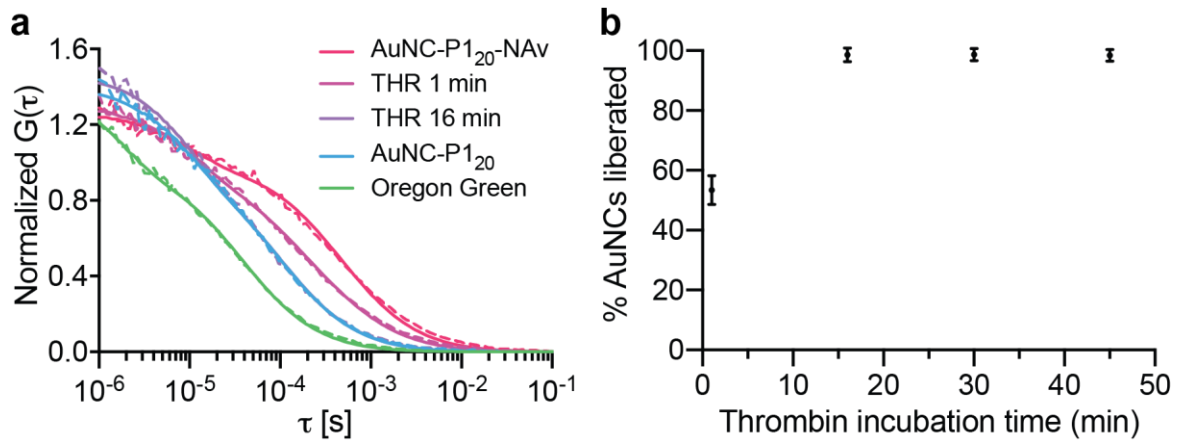 a
1.6
1.2
0.8
0.4
0.0
Normalized G(τ)
AuNC-P1₂₀-NAv
THR 1 min
THR 16 min
AuNC-P1₂₀
Oregon Green
10⁻⁶ 10⁻⁵ 10⁻⁴ 10⁻³ 10⁻² 10⁻¹
τ [s]
b
100
80
60
40
20
0
% AuNCs liberated
0 10 20 30 40 50
Thrombin incubation time (min)